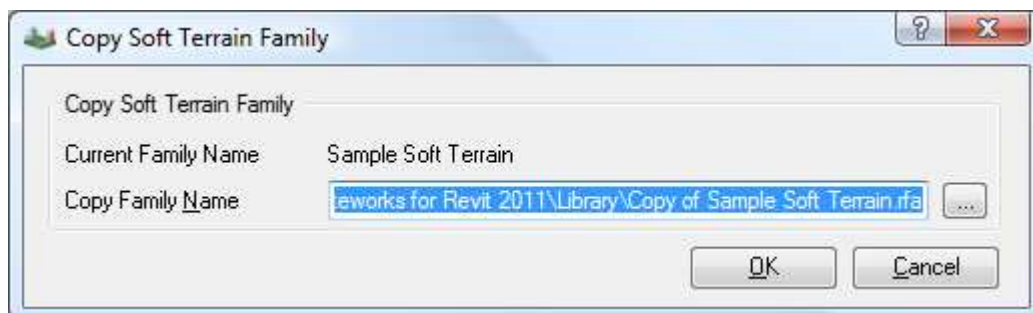 Copy Soft Terrain Family
Copy Soft Terrain Family
Current Family Name Sample Soft Terrain
Copy Family Name eworks for Revit 2011\Library\Copy of Sample Soft Terrain.rfa ...
OK Cancel